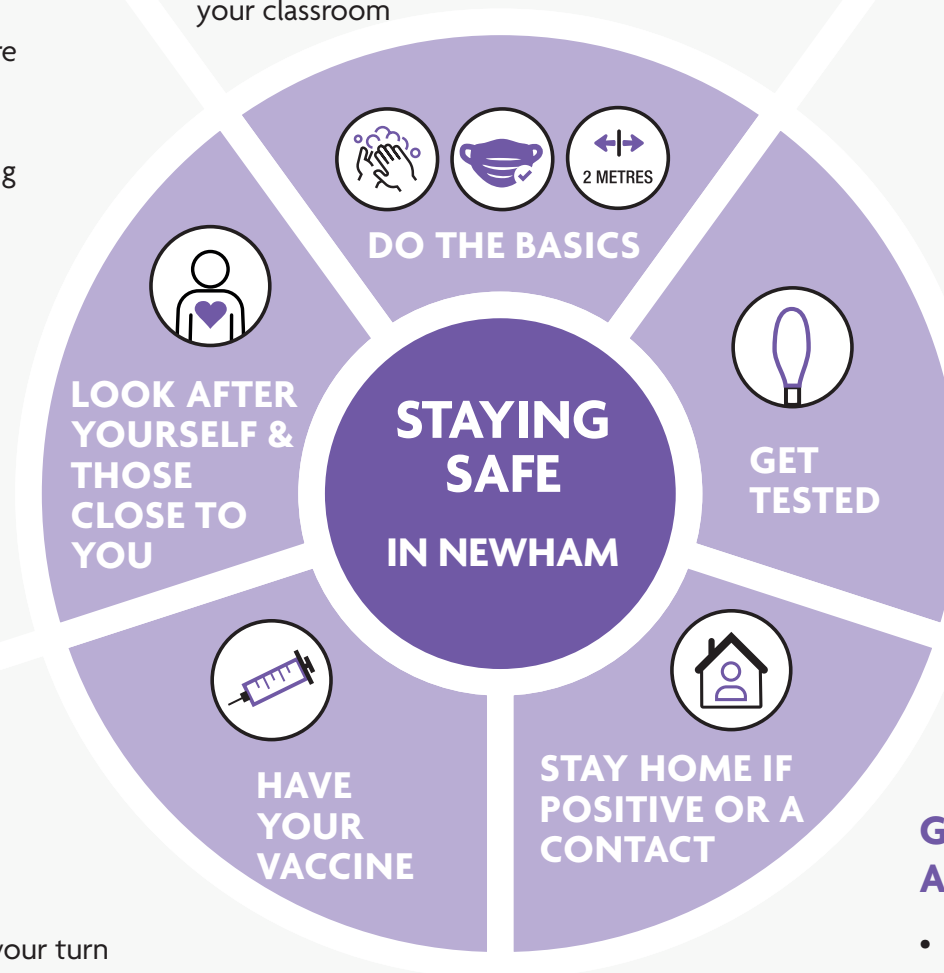 your classroom
re
g
2 METRES
DO THE BASICS
LOOK AFTER
YOURSELF &
THOSE
CLOSE TO
YOU
STAYING
SAFE
IN NEWHAM
GET
TESTED
HAVE
YOUR
VACCINE
STAY HOME IF
POSITIVE OR A
CONTACT
G
A
•
your turn